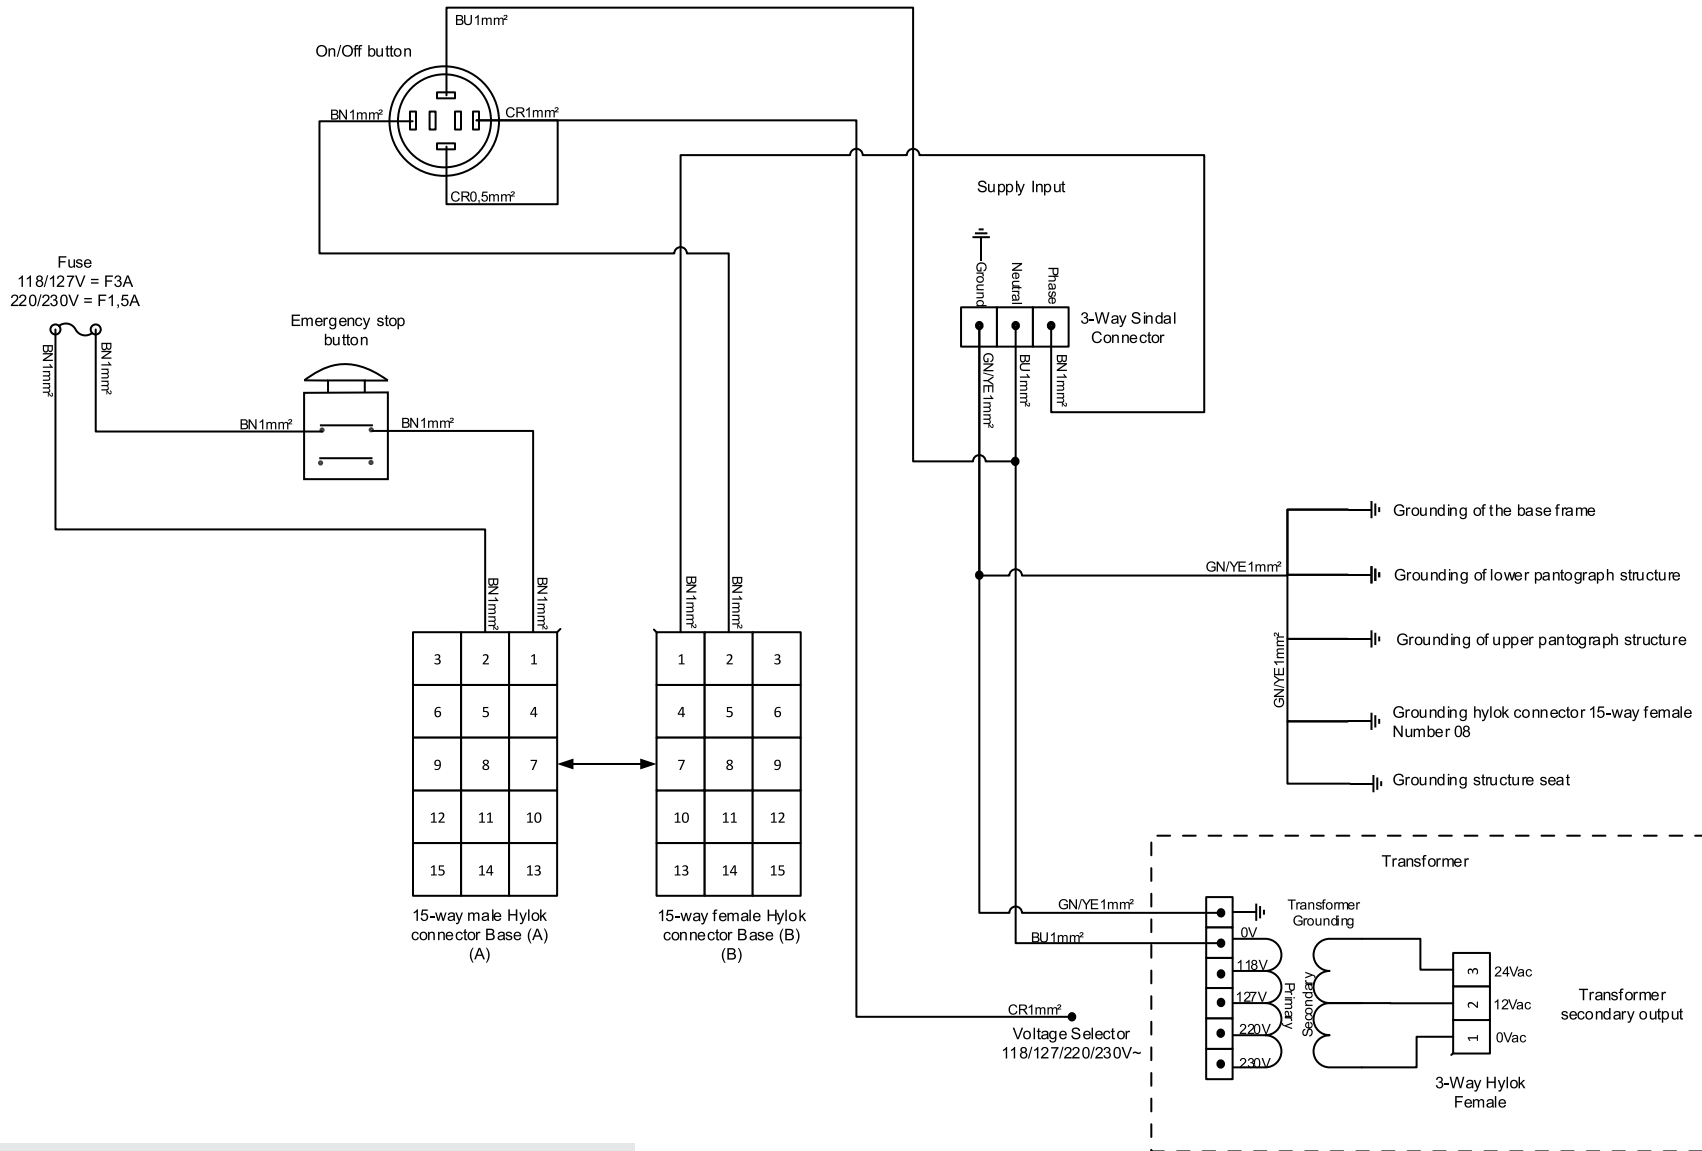 BU1mm²
On/Off button
BN1mm²
CR1mm²
CR0,5mm²
Supply Input
Ground
Neutral
Phase
3-Way Sindal
Connector
GN/YE1mm²
BU1mm²
BN1mm²
Fuse
118/127V = F3A
220/230V = F1,5A
BN1mm²
BN1mm²
Emergency stop
button
BN1mm²
BN1mm²
BN1mm²
BN1mm²
BN1mm²
BN1mm²
3 2 1
6 5 4
9 8 7
12 11 10
15 14 13
15-way male Hylok
connector Base (A)
(A)
1 2 3
4 5 6
7 8 9
10 11 12
13 14 15
15-way female Hylok
connector Base (B)
(B)
GN/YE1mm²
GN/YE1mm²
Grounding of the base frame
Grounding of lower pantograph structure
Grounding of upper pantograph structure
Grounding hylok connector 15-way female
Number 08
Grounding structure seat
Transformer
GN/YE1mm²
BU1mm²
Transformer
Grounding
0V
118V
127V
220V
230V
Primary
Secondary
3
2
1
24Vac
12Vac
0Vac
Transformer
secondary output
3-Way Hylok
Female
CR1mm²
Voltage Selector
118/127/220/230V~